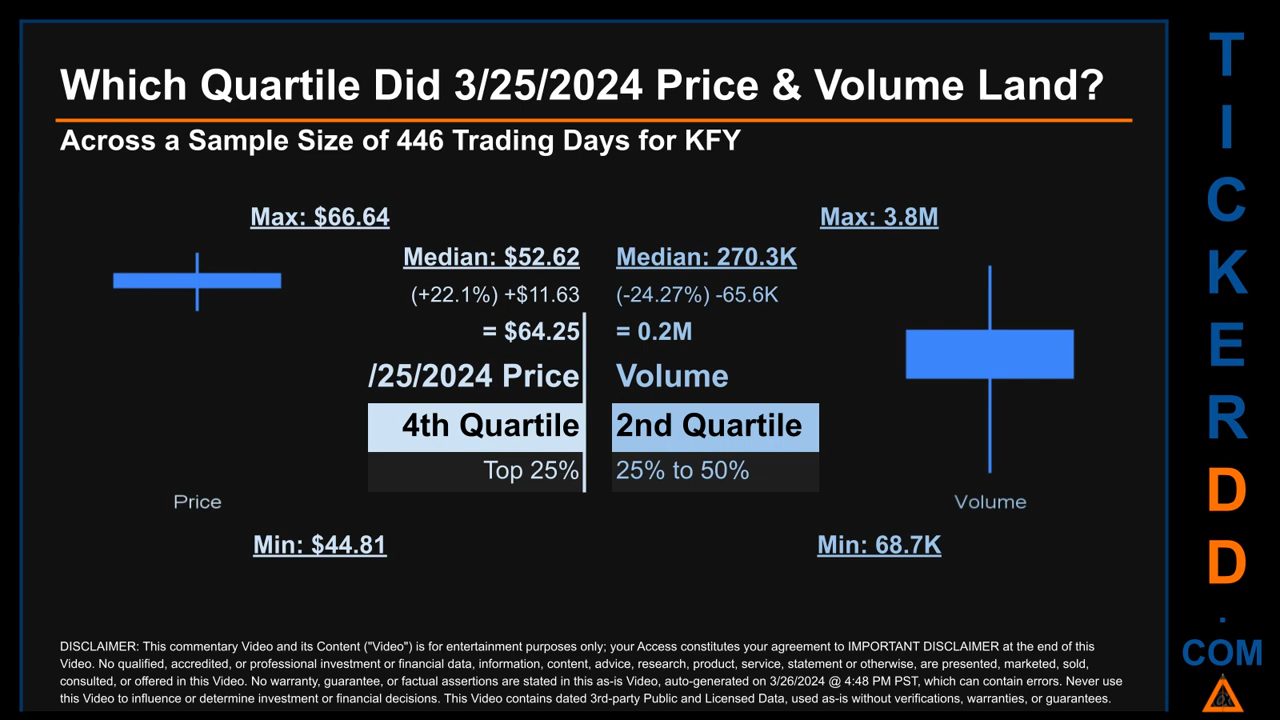 Which Quartile Did 3/25/2024 Price & Volume Land?
Across a Sample Size of 446 Trading Days for KFY
Max: $66.64
Median: $52.62
(+22.1%) +$11.63
= $64.25
/25/2024 Price
4th Quartile
Top 25%
Price
Min: $44.81
Max: 3.8M
Median: 270.3K
(-24.27%) -65.6K
= 0.2M
Volume
2nd Quartile
25% to 50%
Volume
Min: 68.7K
DISCLAIMER: This commentary Video and its Content ("Video") is for entertainment purposes only; your Access constitutes your agreement to IMPORTANT DISCLAIMER at the end of this
Video. No qualified, accredited, or professional investment or financial data, information, content, advice, research, product, service, statement or otherwise, are presented, marketed, sold,
consulted, or offered in this Video. No warranty, guarantee, or factual assertions are stated in this as-is Video, auto-generated on 3/26/2024 @ 4:48 PM PST, which can contain errors. Never use
this Video to influence or determine investment or financial decisions. This Video contains dated 3rd-party Public and Licensed Data, used as-is without verifications, warranties, or guarantees.
T
I
C
K
E
R
D
D
.
COM